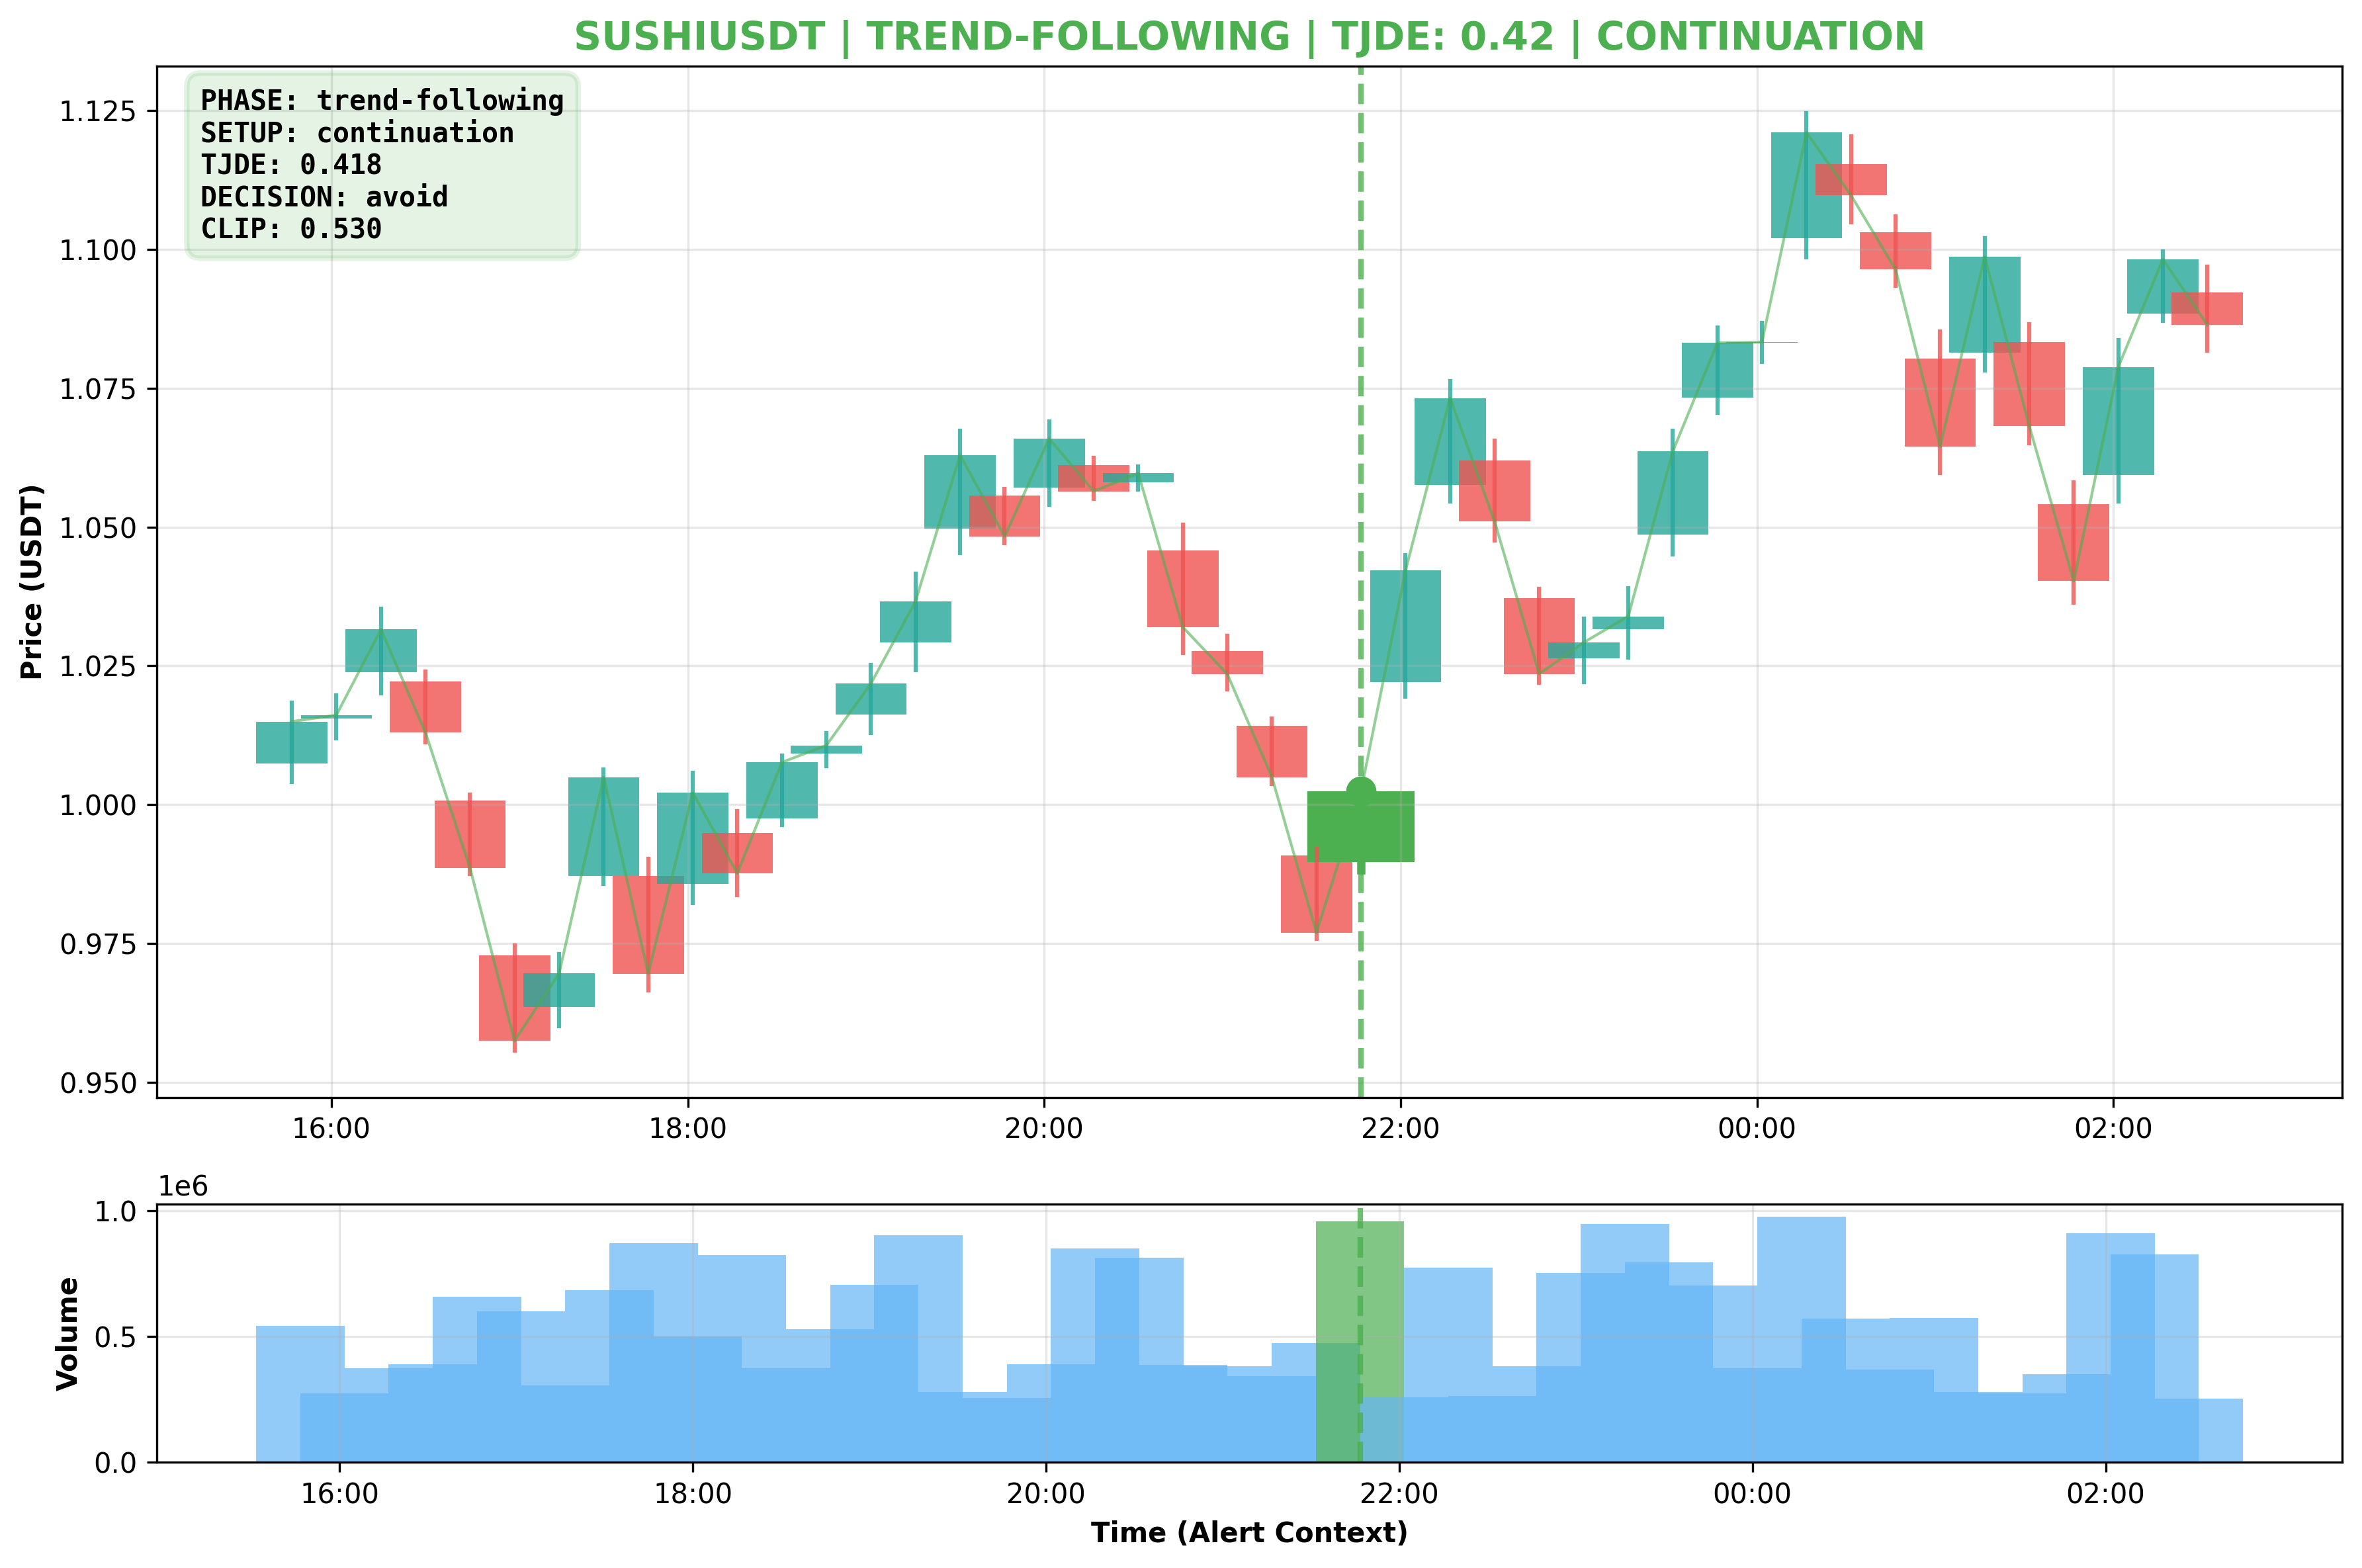 SUSHIUSDT | TREND-FOLLOWING | TJDE: 0.42 | CONTINUATION
PHASE: trend-following
SETUP: continuation
TJDE: 0.418
DECISION: avoid
CLIP: 0.530
Price (USDT)
1.125
1.100
1.075
1.050
1.025
1.000
0.975
0.950
16:00 18:00 20:00 22:00 00:00 02:00
1e6
Volume
1.0
0.5
0.0
16:00 18:00 20:00 22:00 00:00 02:00
Time (Alert Context)